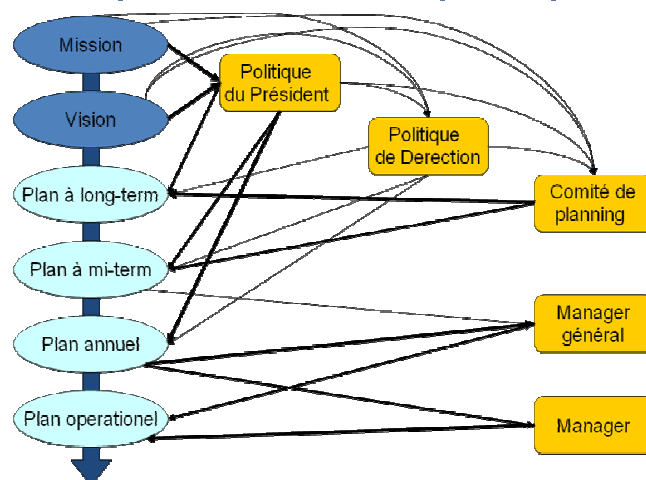 Mission
Politique
du Président
Vision
Politique
de Derection
Plan à long-term
Comité de
planning
Plan à mi-term
Manager
général
Plan annuel
Plan operationel
Manager